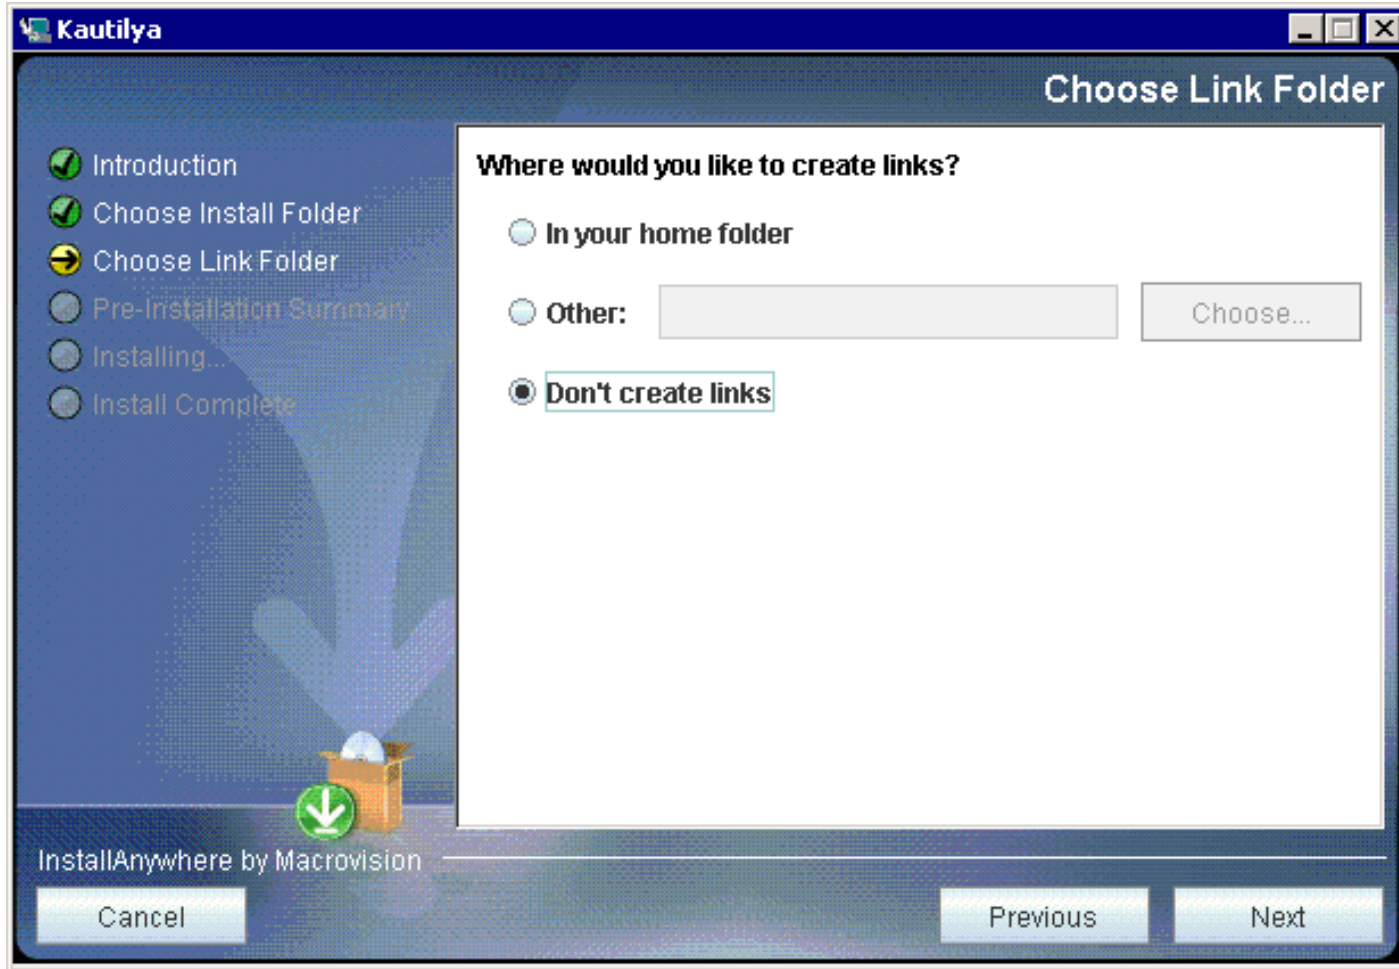 Kautilya
Choose Link Folder
Introduction
Choose Install Folder
Choose Link Folder
Pre-Installation Summary
Installing...
Install Complete
Where would you like to create links?
In your home folder
Other:
Choose...
Don't create links
InstallAnywhere by Macrovision
Cancel
Previous
Next